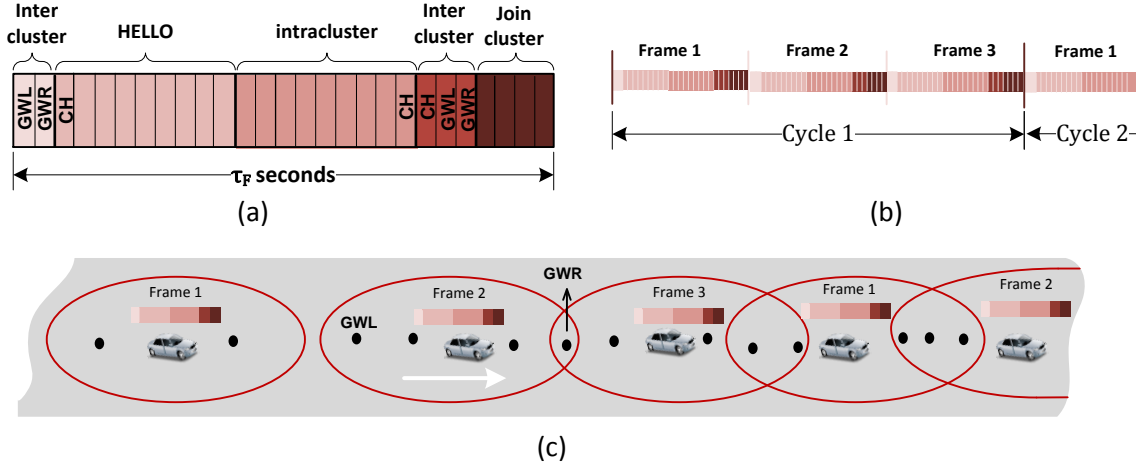 Inter
cluster
HELLO
intracluster
Inter
cluster
Join
cluster
GWL
GWR
CH
CH
CH
GWL
GWR
τF seconds
(a)
Frame 1
Frame 2
Frame 3
Frame 1
Cycle 1
Cycle 2
(b)
GWR
Frame 1
Frame 2
Frame 3
Frame 1
Frame 2
GWL
(c)